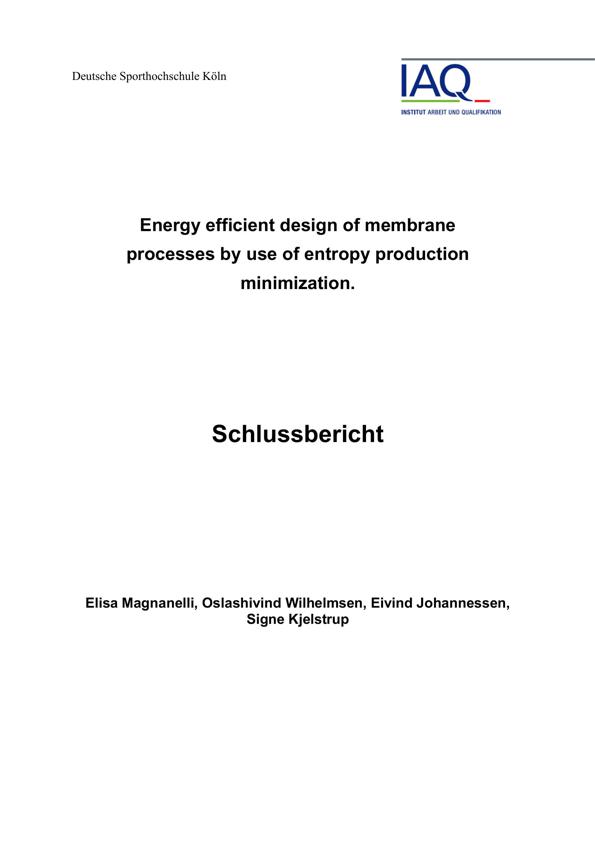 Deutsche Sporthochschule Köln
IAQ
INSTITUT ARBEIT UND QUALIFIKATION
Energy efficient design of membrane
processes by use of entropy production
minimization.
Schlussbericht
Elisa Magnanelli, Oslashivind Wilhelmsen, Eivind Johannessen,
Signe Kjelstrup